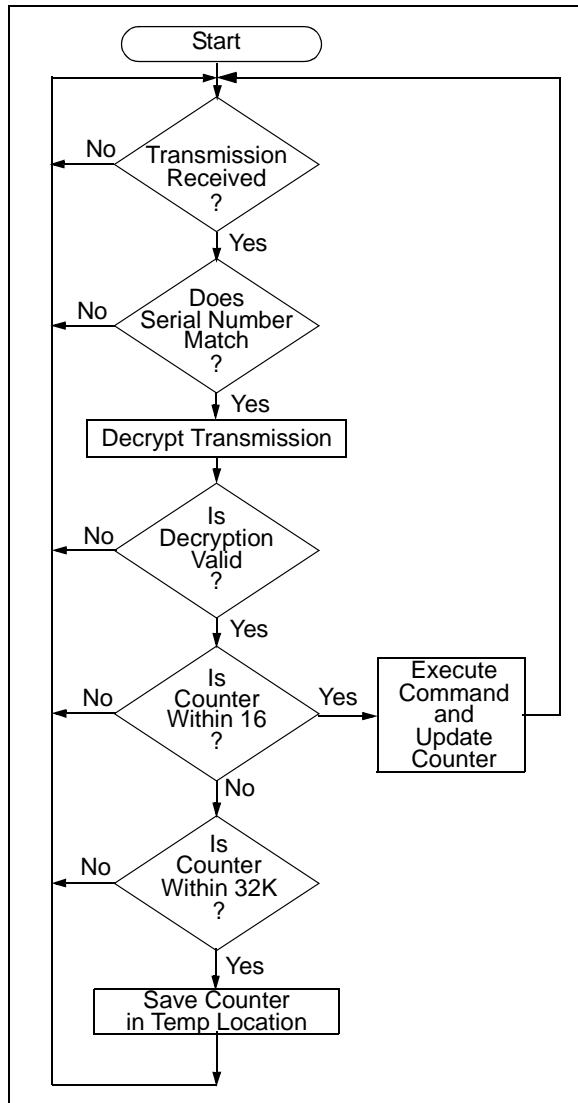 Start
No
Transmission
Received
?
Yes
No
Does
Serial Number
Match
?
Yes
Decrypt Transmission
No
Is
Decryption
Valid
?
Yes
No
Is
Counter
Within 16
?
Yes
Execute
Command
and
Update
Counter
No
No
Is
Counter
Within 32K
?
Yes
Save Counter
in Temp Location